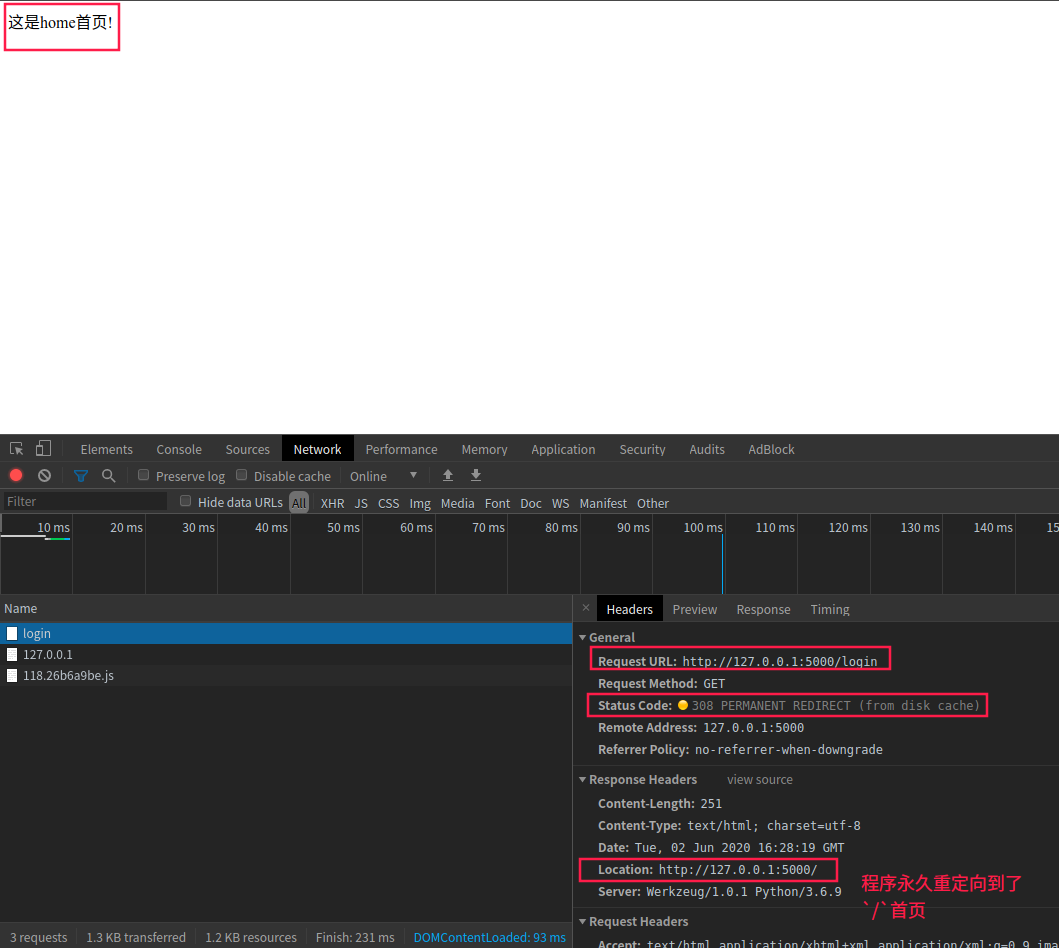 这是home首页!
Elements Console Sources Network Performance Memory Application Security Audits AdBlock
Preserve log Disable cache Online
Filter Hide data URLs All XHR JS CSS Img Media Font Doc WS Manifest Other
10 ms 20 ms 30 ms 40 ms 50 ms 60 ms 70 ms 80 ms 90 ms 100 ms 110 ms 120 ms 130 ms 140 ms 15
Name
login
127.0.0.1
118.26b6a9be.js
3 requests 1.3 KB transferred 1.2 KB resources Finish: 231 ms DOMContentLoaded: 93 ms
× Headers Preview Response Timing
General
Request URL: http://127.0.0.1:5000/login
Request Method: GET
Status Code: 308 PERMANENT REDIRECT (from disk cache)
Remote Address: 127.0.0.1:5000
Referrer Policy: no-referrer-when-downgrade
Response Headers view source
Content-Length: 251
Content-Type: text/html; charset=utf-8
Date: Tue, 02 Jun 2020 16:28:19 GMT
Location: http://127.0.0.1:5000/
Server: Werkzeug/1.0.1 Python/3.6.9
程序永久重定向到了
`/`首页
Request Headers
Accept: text/html,application/xhtml+xml,application/xml;q=0.9,ima